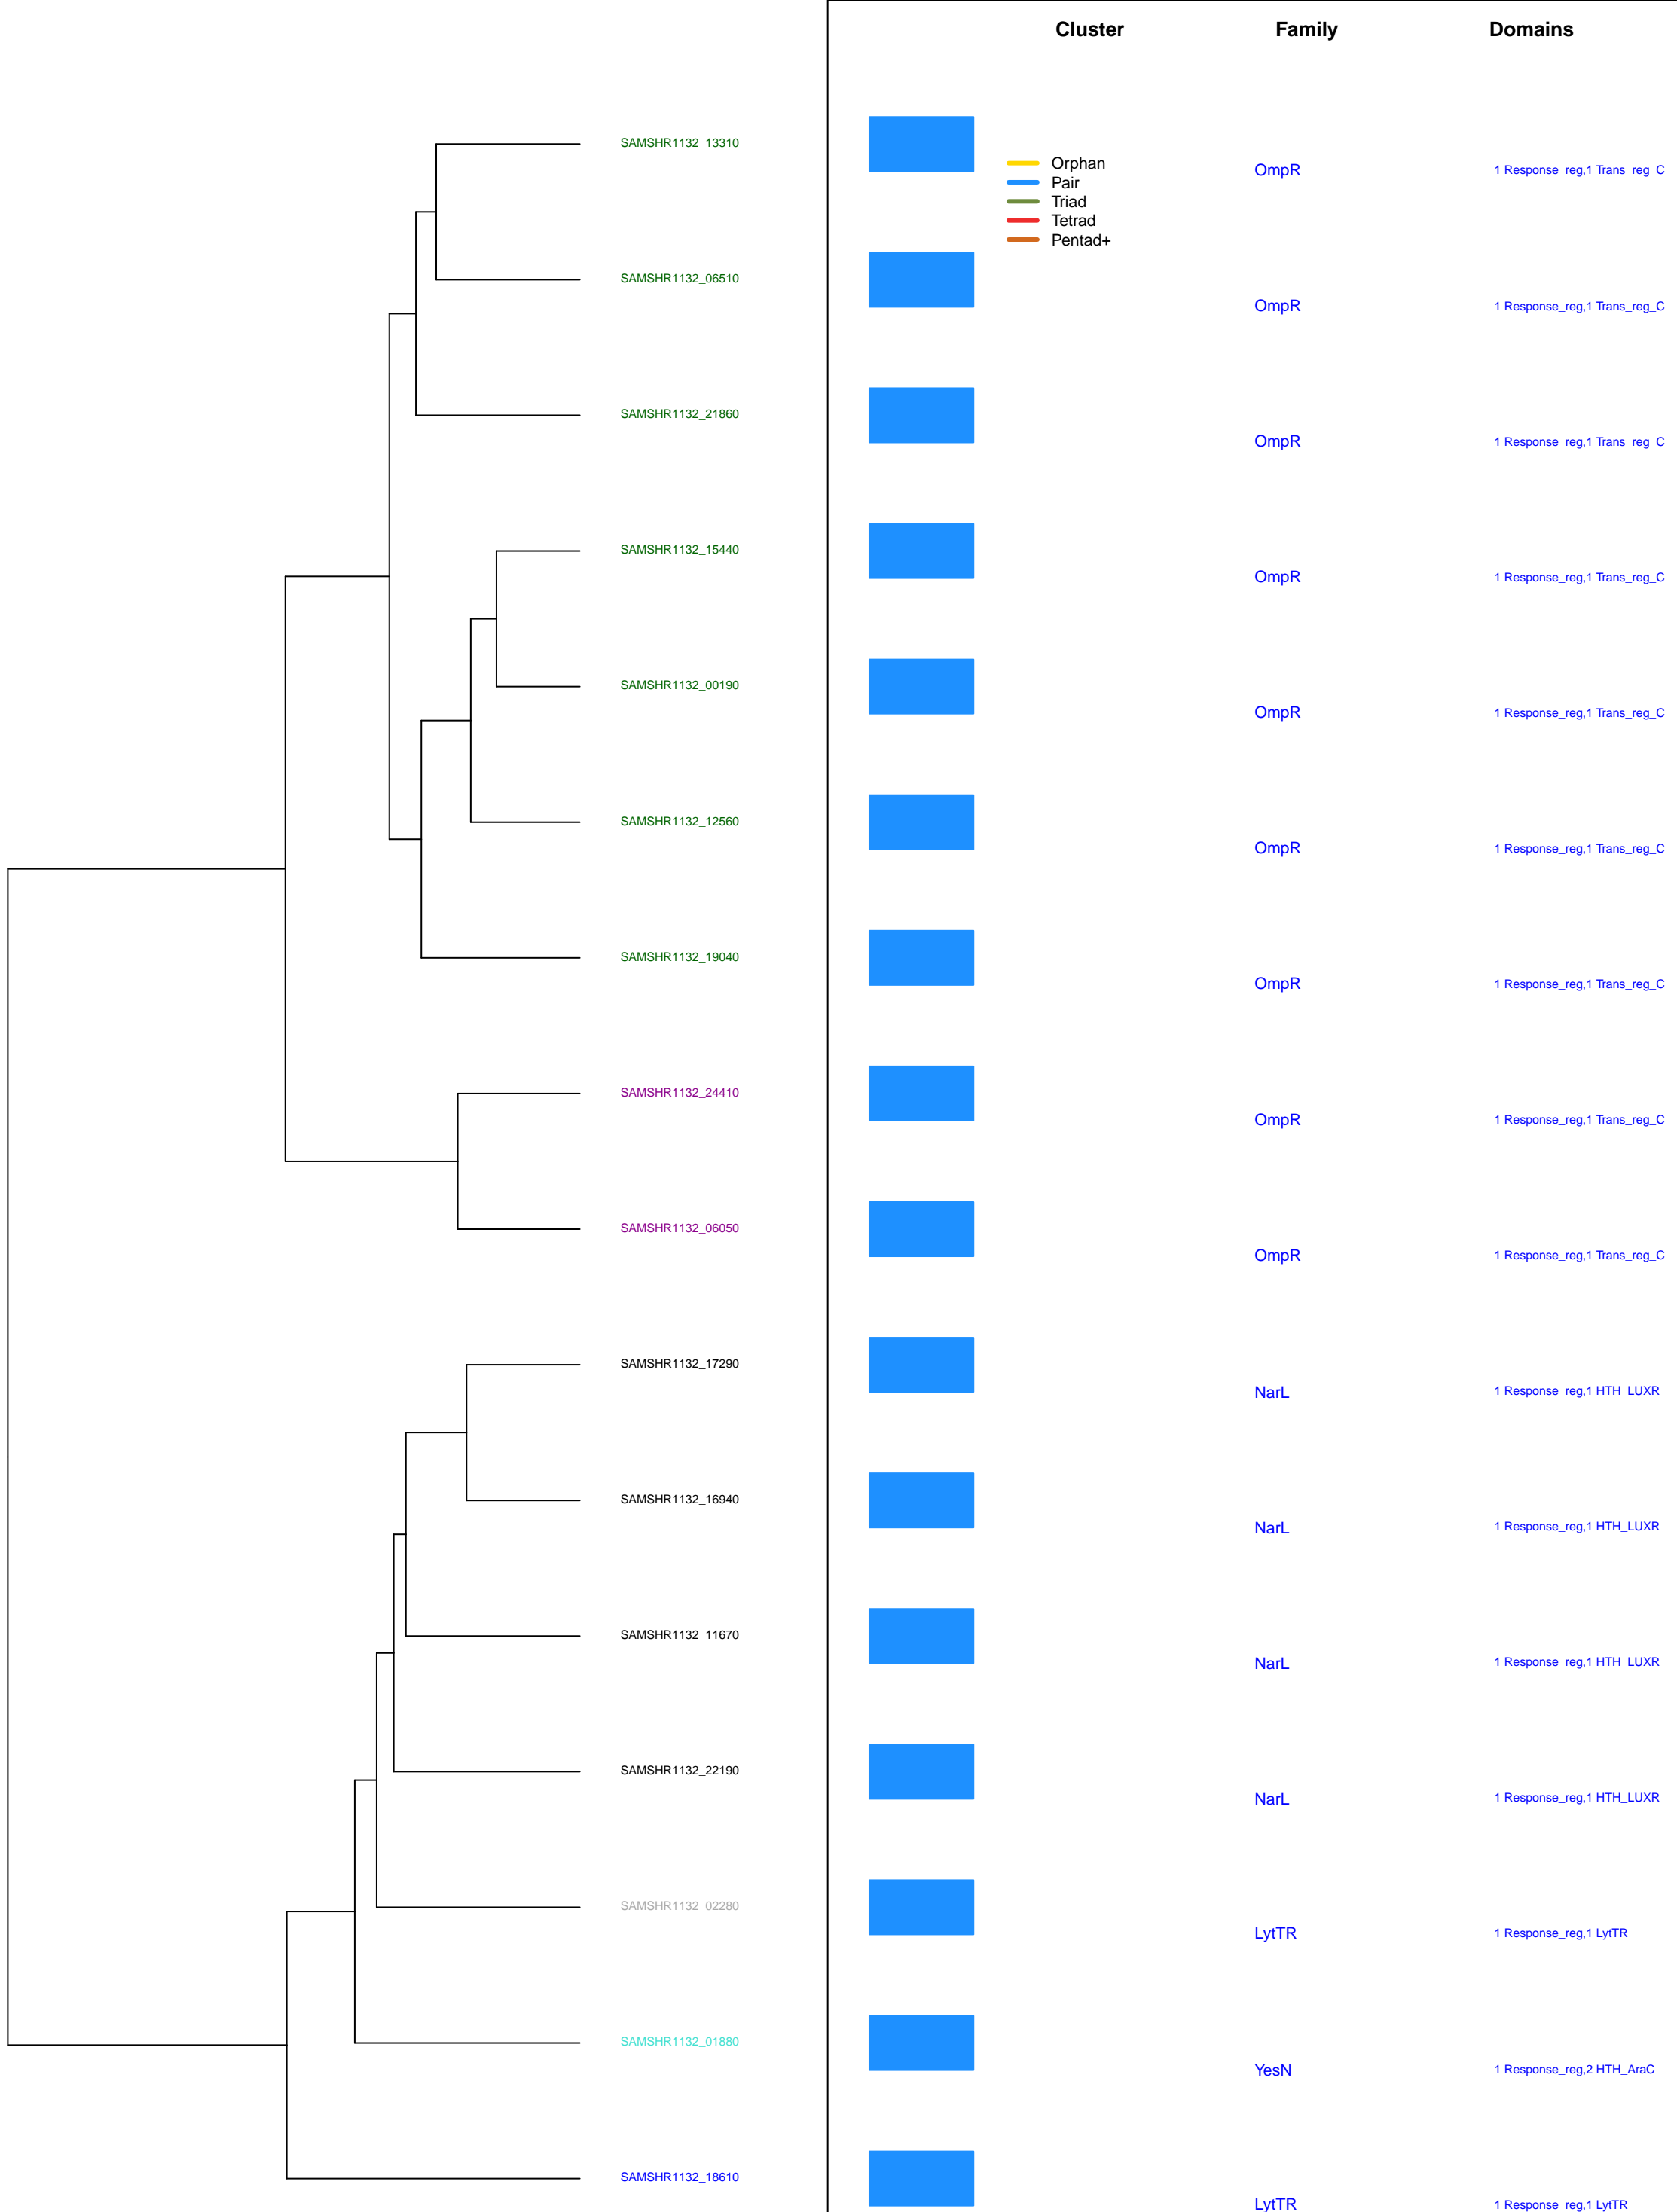 Cluster Family Domains
SAMSHR1132_13310
Orphan
Pair
Triad
Tetrad
Pentad+
OmpR 1 Response_reg,1 Trans_reg_C
SAMSHR1132_06510
OmpR 1 Response_reg,1 Trans_reg_C
SAMSHR1132_21860
OmpR 1 Response_reg,1 Trans_reg_C
SAMSHR1132_15440
OmpR 1 Response_reg,1 Trans_reg_C
SAMSHR1132_00190
OmpR 1 Response_reg,1 Trans_reg_C
SAMSHR1132_12560
OmpR 1 Response_reg,1 Trans_reg_C
SAMSHR1132_19040
OmpR 1 Response_reg,1 Trans_reg_C
SAMSHR1132_24410
OmpR 1 Response_reg,1 Trans_reg_C
SAMSHR1132_06050
OmpR 1 Response_reg,1 Trans_reg_C
SAMSHR1132_17290
NarL 1 Response_reg,1 HTH_LUXR
SAMSHR1132_16940
NarL 1 Response_reg,1 HTH_LUXR
SAMSHR1132_11670
NarL 1 Response_reg,1 HTH_LUXR
SAMSHR1132_22190
NarL 1 Response_reg,1 HTH_LUXR
SAMSHR1132_02280
LytTR 1 Response_reg,1 LytTR
SAMSHR1132_01880
YesN 1 Response_reg,2 HTH_AraC
SAMSHR1132_18610
LytTR 1 Response_reg,1 LytTR